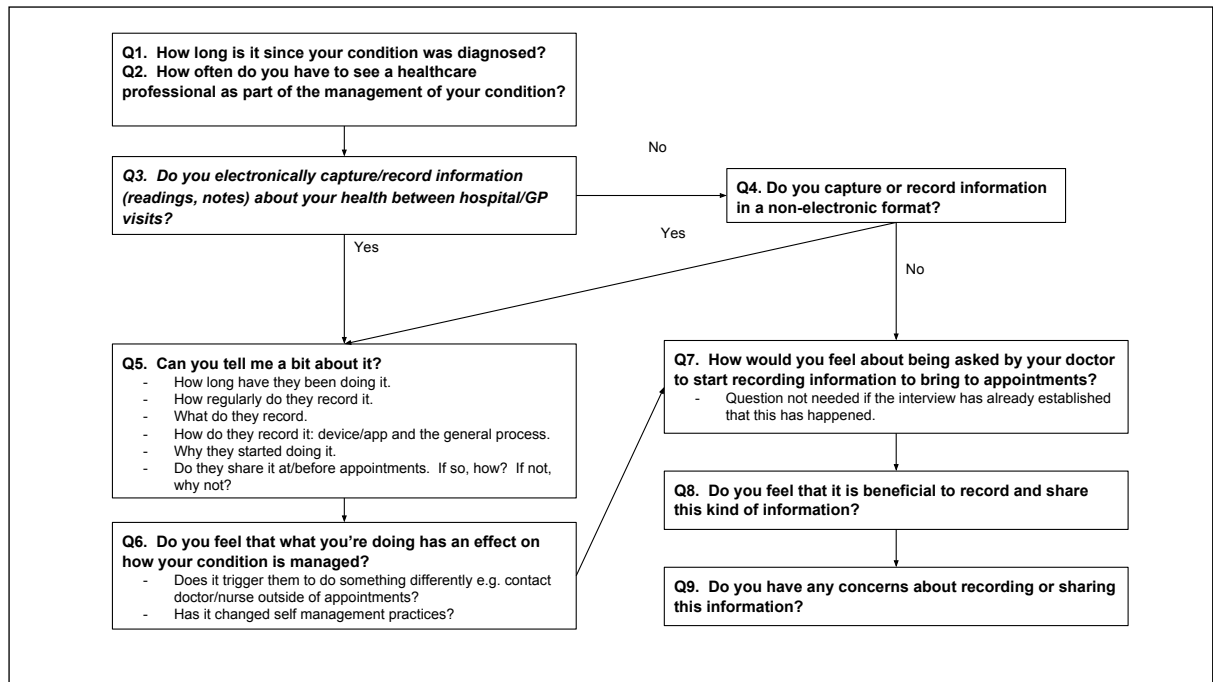 Q1. How long is it since your condition was diagnosed?
Q2. How often do you have to see a healthcare
professional as part of the management of your condition?
No
Q3. Do you electronically capture/record information
(readings, notes) about your health between hospital/GP
visits?
Q4. Do you capture or record information
in a non-electronic format?
Yes
Yes
No
Q5. Can you tell me a bit about it?
- How long have they been doing it.
- How regularly do they record it.
- What do they record.
- How do they record it: device/app and the general process.
- Why they started doing it.
- Do they share it at/before appointments. If so, how? If not,
why not?
Q6. Do you feel that what you're doing has an effect on
how your condition is managed?
- Does it trigger them to do something differently e.g. contact
doctor/nurse outside of appointments?
- Has it changed self management practices?
Q7. How would you feel about being asked by your doctor
to start recording information to bring to appointments?
- Question not needed if the interview has already established
that this has happened.
Q8. Do you feel that it is beneficial to record and share
this kind of information?
Q9. Do you have any concerns about recording or sharing
this information?